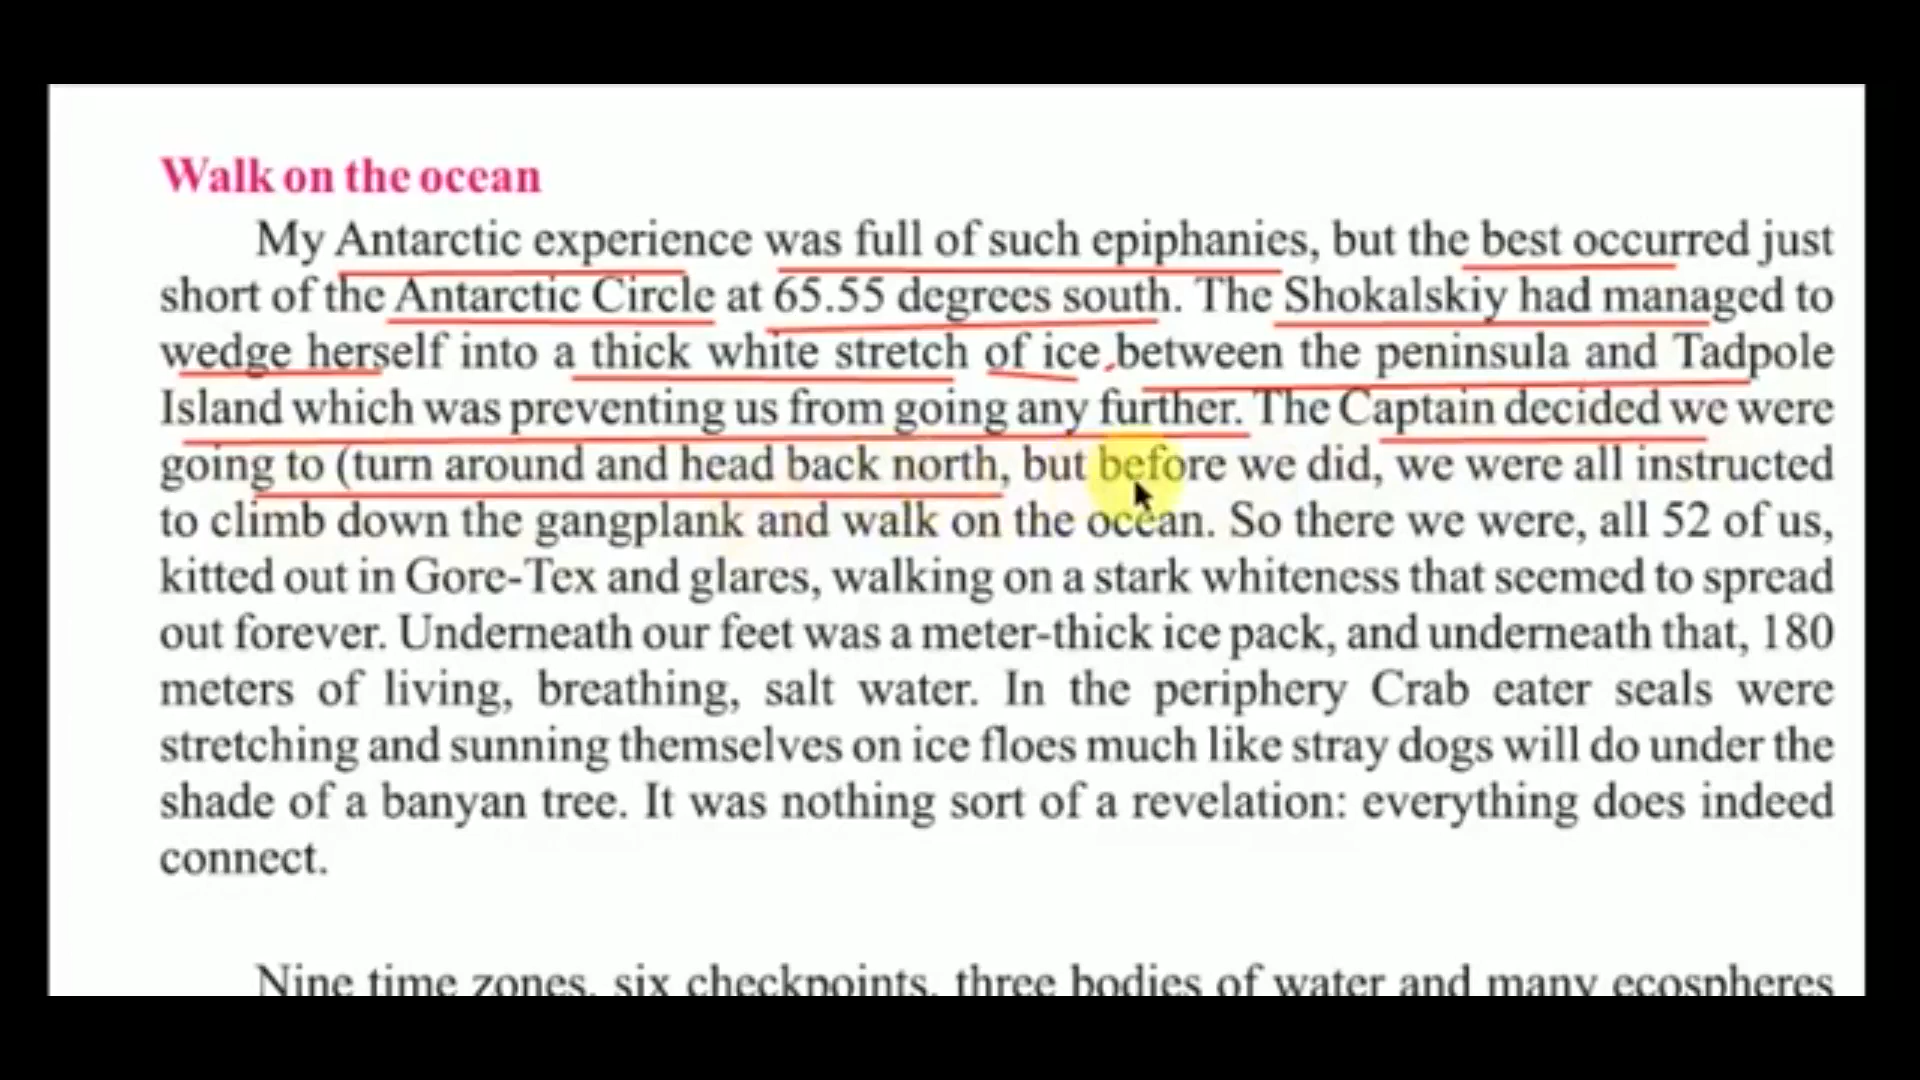 Walk on the ocean
My Antarctic experience was full of such epiphanies, but the best occurred just
short of the Antarctic Circle at 65.55 degrees south. The Shokalskiy had managed to
wedge herself into a thick white stretch of ice between the peninsula and Tadpole
Island which was preventing us from going any further. The Captain decided we were
going to (turn around and head back north, but before we did, we were all instructed
to climb down the gangplank and walk on the ocean. So there we were, all 52 of us,
kitted out in Gore-Tex and glares, walking on a stark whiteness that seemed to spread
out forever. Underneath our feet was a meter-thick ice pack, and underneath that, 180
meters of living, breathing, salt water. In the periphery Crab eater seals were
stretching and sunning themselves on ice floes much like stray dogs will do under the
shade of a banyan tree. It was nothing sort of a revelation: everything does indeed
connect.
Nine time zones, six checkpoints, three bodies of water and many ecospheres